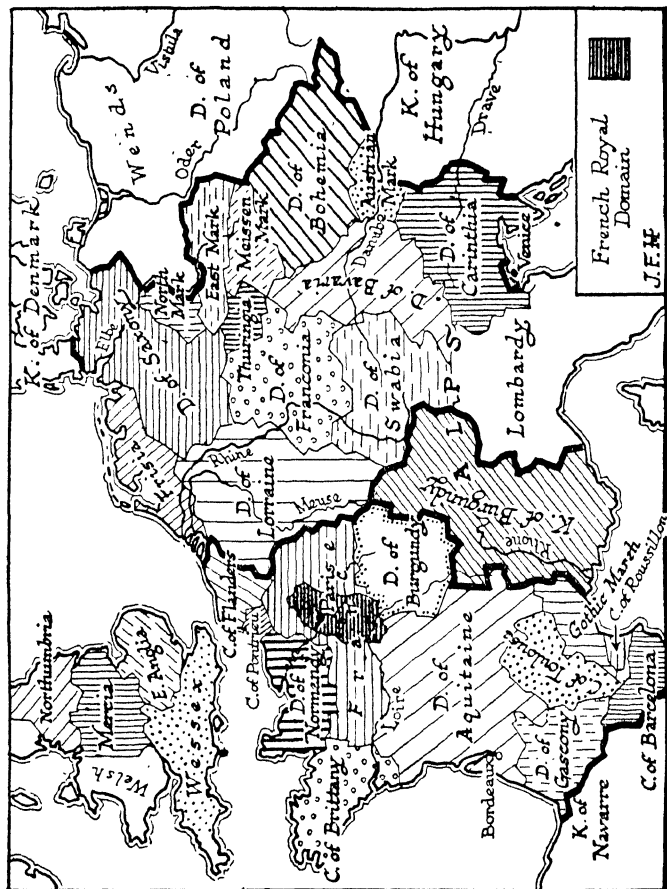 K. of Denmark
Wends
Vistula
Oder
D. of
Poland
Elbe
D. of Saxony
North
Mark
East Mark
Meissen
Mark
Thuringia
D. of
Bohemia
Austrian
Mark
K. of
Hungary
Drave
Danube
D. of Bavaria
D. of
Carinthia
Venice
D. of
Franconia
D. of
Swabia
ALPS
Lombardy
Rhine
D. of
Lorraine
Meuse
K. of Burgundy
Rhone
Northumbria
Mercia
E. Anglia
Welsh
Wessex
C. of Flanders
D. of
Normandy
Paris
France
D. of
Burgundy
C. of Brittany
Loire
D. of
Aquitaine
Bordeaux
D. of
Gascony
C. of Toulouse
Gothic March
C. of Roussillon
K. of
Navarre
C. of Barcelona
French Royal
Domain
J.F.H.